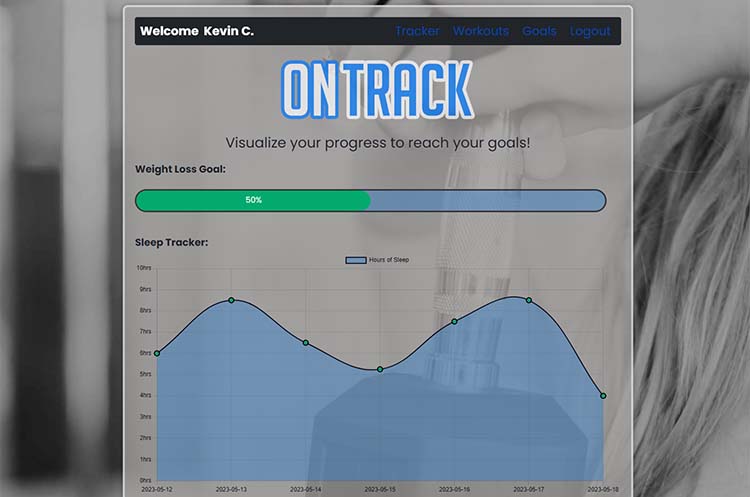 Welcome Kevin C. Tracker Workouts Goals Logout
ONTRACK
Visualize your progress to reach your goals!
Weight Loss Goal:
50%
Sleep Tracker:
Hours of Sleep
10hrs
9hrs
8hrs
7hrs
6hrs
5hrs
4hrs
3hrs
2hrs
1hrs
0hrs
2023-05-12 2023-05-13 2023-05-14 2023-05-15 2023-05-16 2023-05-17 2023-05-18